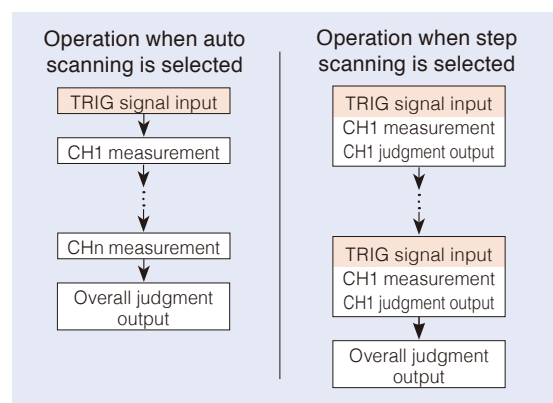 Operation when auto
scanning is selected
TRIG signal input
CH1 measurement
CHn measurement
Overall judgment
output
Operation when step
scanning is selected
TRIG signal input
CH1 measurement
CH1 judgment output
TRIG signal input
CH1 measurement
CH1 judgment output
Overall judgment
output